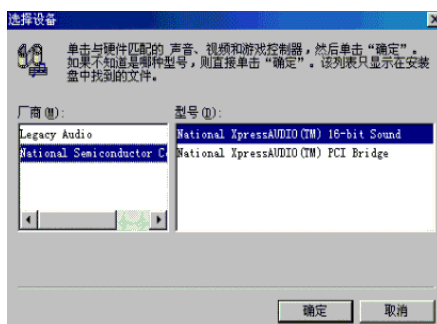 选择设备
单击与硬件匹配的 声音、视频和游戏控制器，然后单击“确定”。
如果不知道是哪种型号，则直接单击“确定”。该列表只显示在安装
盘中找到的文件。
厂商(M):
型号(D):
Legacy Audio
National Semiconductor Co
National XpressAUDIO(TM) 16-bit Sound
National XpressAUDIO(TM) PCI Bridge
确定
取消